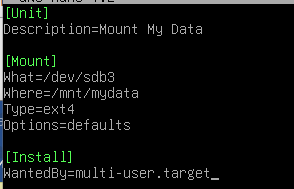 [Unit]
Description=Mount My Data
[Mount]
What=/dev/sdb3
Where=/mnt/mydata
Type=ext4
Options=defaults
[Install]
WantedBy=multi-user.target_